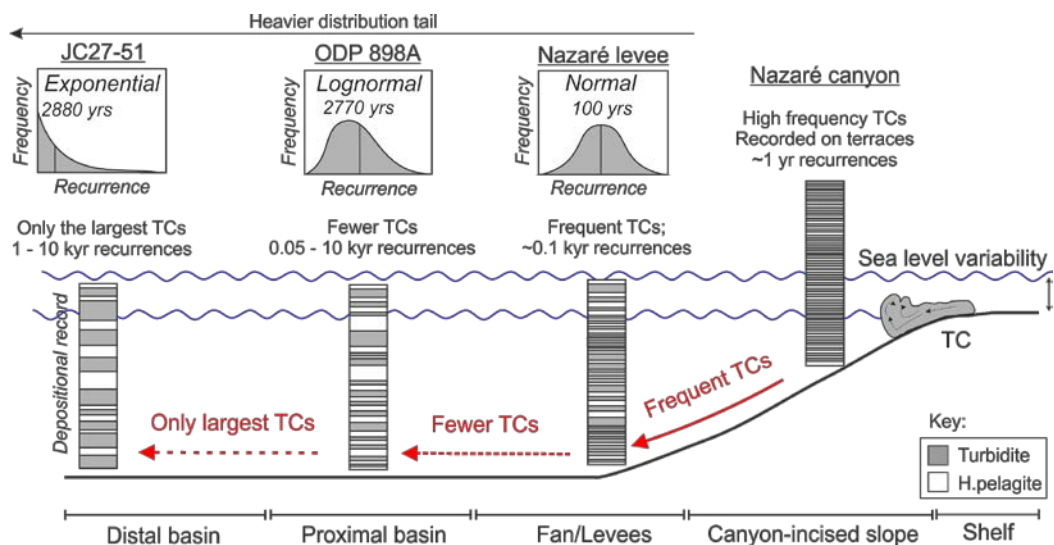 Heavier distribution tail
JC27-51
Frequency
Exponential
2880 yrs
Recurrence
Only the largest TCs
1 - 10 kyr recurrences
ODP 898A
Frequency
Lognormal
2770 yrs
Recurrence
Fewer TCs
0.05 - 10 kyr recurrences
Nazaré levee
Frequency
Normal
100 yrs
Recurrence
Frequent TCs;
~0.1 kyr recurrences
Nazaré canyon
High frequency TCs
Recorded on terraces
~1 yr recurrences
Sea level variability
TC
Depositional record
Only largest TCs
Fewer TCs
Frequent TCs
Key:
Turbidite
H.pelagite
Distal basin
Proximal basin
Fan/Levees
Canyon-incised slope
Shelf